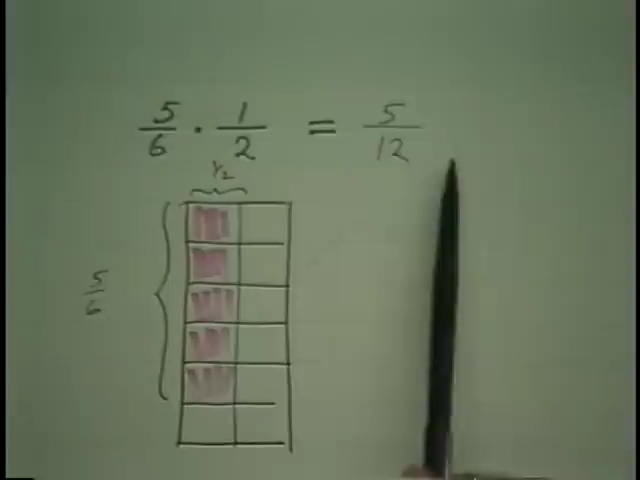 5/6 · 1/2 = 5/12
1/2
5/6